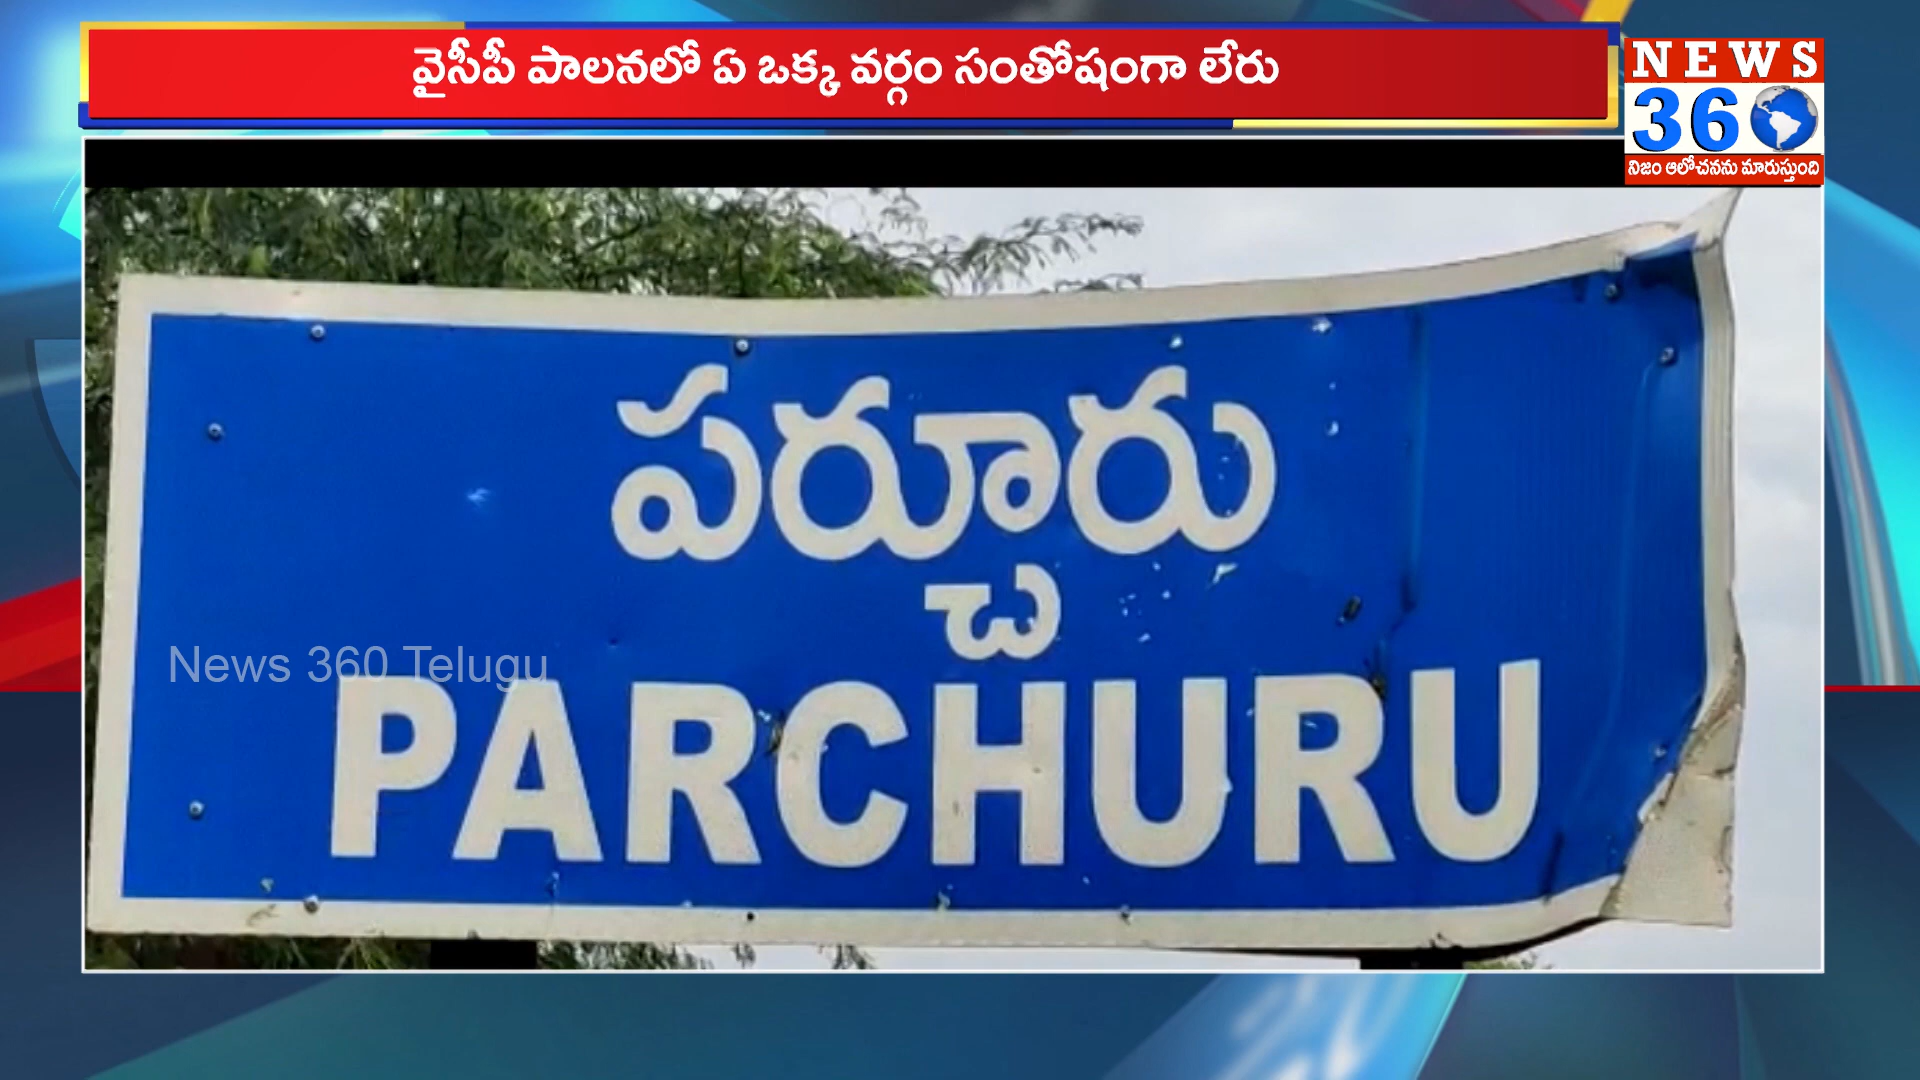 వైసీపీ పాలనలో ఏ ఒక్క వర్గం సంతోషంగా లేరు
NEWS
360
నిజం ఆలోచనను మారుస్తుంది
పర్చూరు
News 360 Telugu
PARCHURU